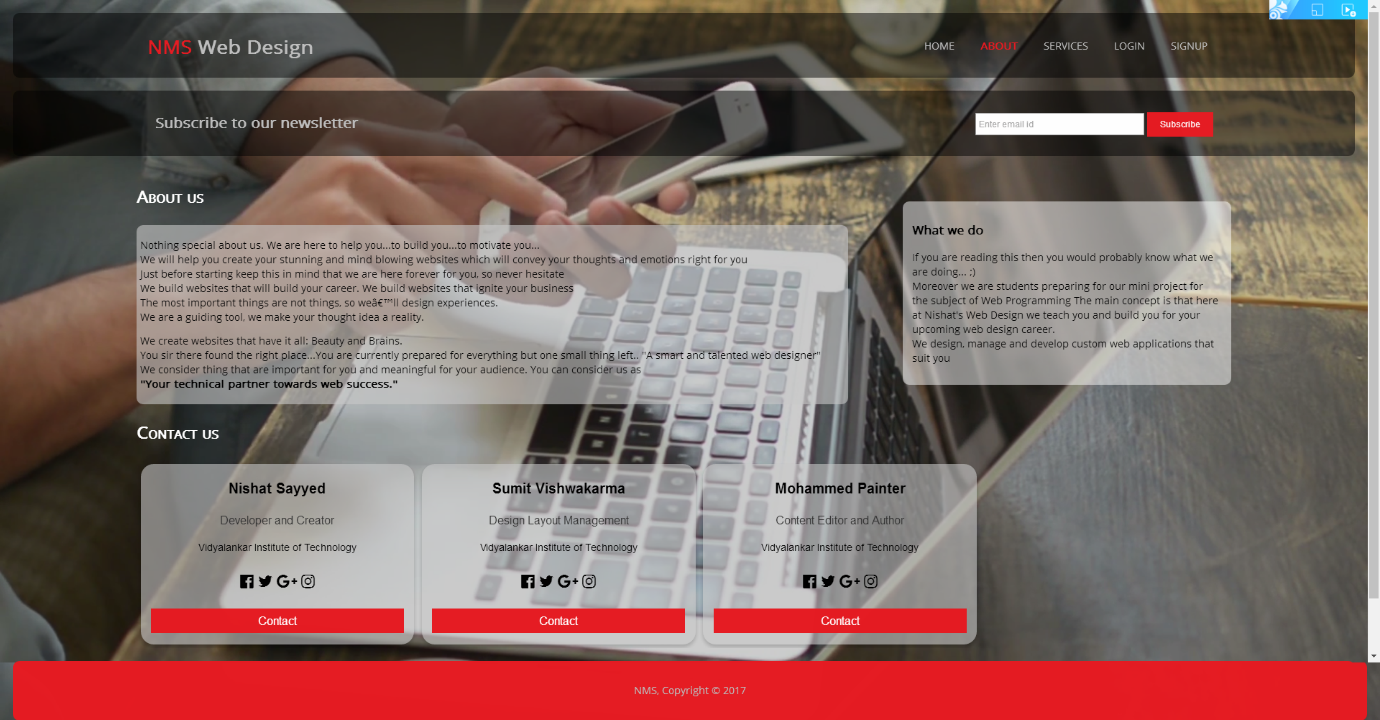 NMS Web Design
HOME
ABOUT
SERVICES
LOGIN
SIGNUP
Subscribe to our newsletter
Enter email id
Subscribe
ABOUT US
Nothing special about us. We are here to help you...to build you...to motivate you...
We will help you create your stunning and mind blowing websites which will convey your thoughts and emotions right for you
Just before starting keep this in mind that we are here forever for you, so never hesitate
We build websites that will build your career. We build websites that ignite your business
The most important things are not things, so weâ€™ll design experiences.
We are a guiding tool, we make your thought idea a reality.
We create websites that have it all: Beauty and Brains.
You sir there found the right place...You are currently prepared for everything but one small thing left.. "A smart and talented web designer"
We consider thing that are important for you and meaningful for your audience. You can consider us as
"Your technical partner towards web success."
What we do
If you are reading this then you would probably know what we
are doing... ;)
Moreover we are students preparing for our mini project for
the subject of Web Programming The main concept is that here
at Nishat's Web Design we teach you and build you for your
upcoming web design career.
We design, manage and develop custom web applications that
suit you
CONTACT US
Nishat Sayyed
Developer and Creator
Vidyalankar Institute of Technology
Contact
Sumit Vishwakarma
Design Layout Management
Vidyalankar Institute of Technology
Contact
Mohammed Painter
Content Editor and Author
Vidyalankar Institute of Technology
Contact
NMS, Copyright © 2017